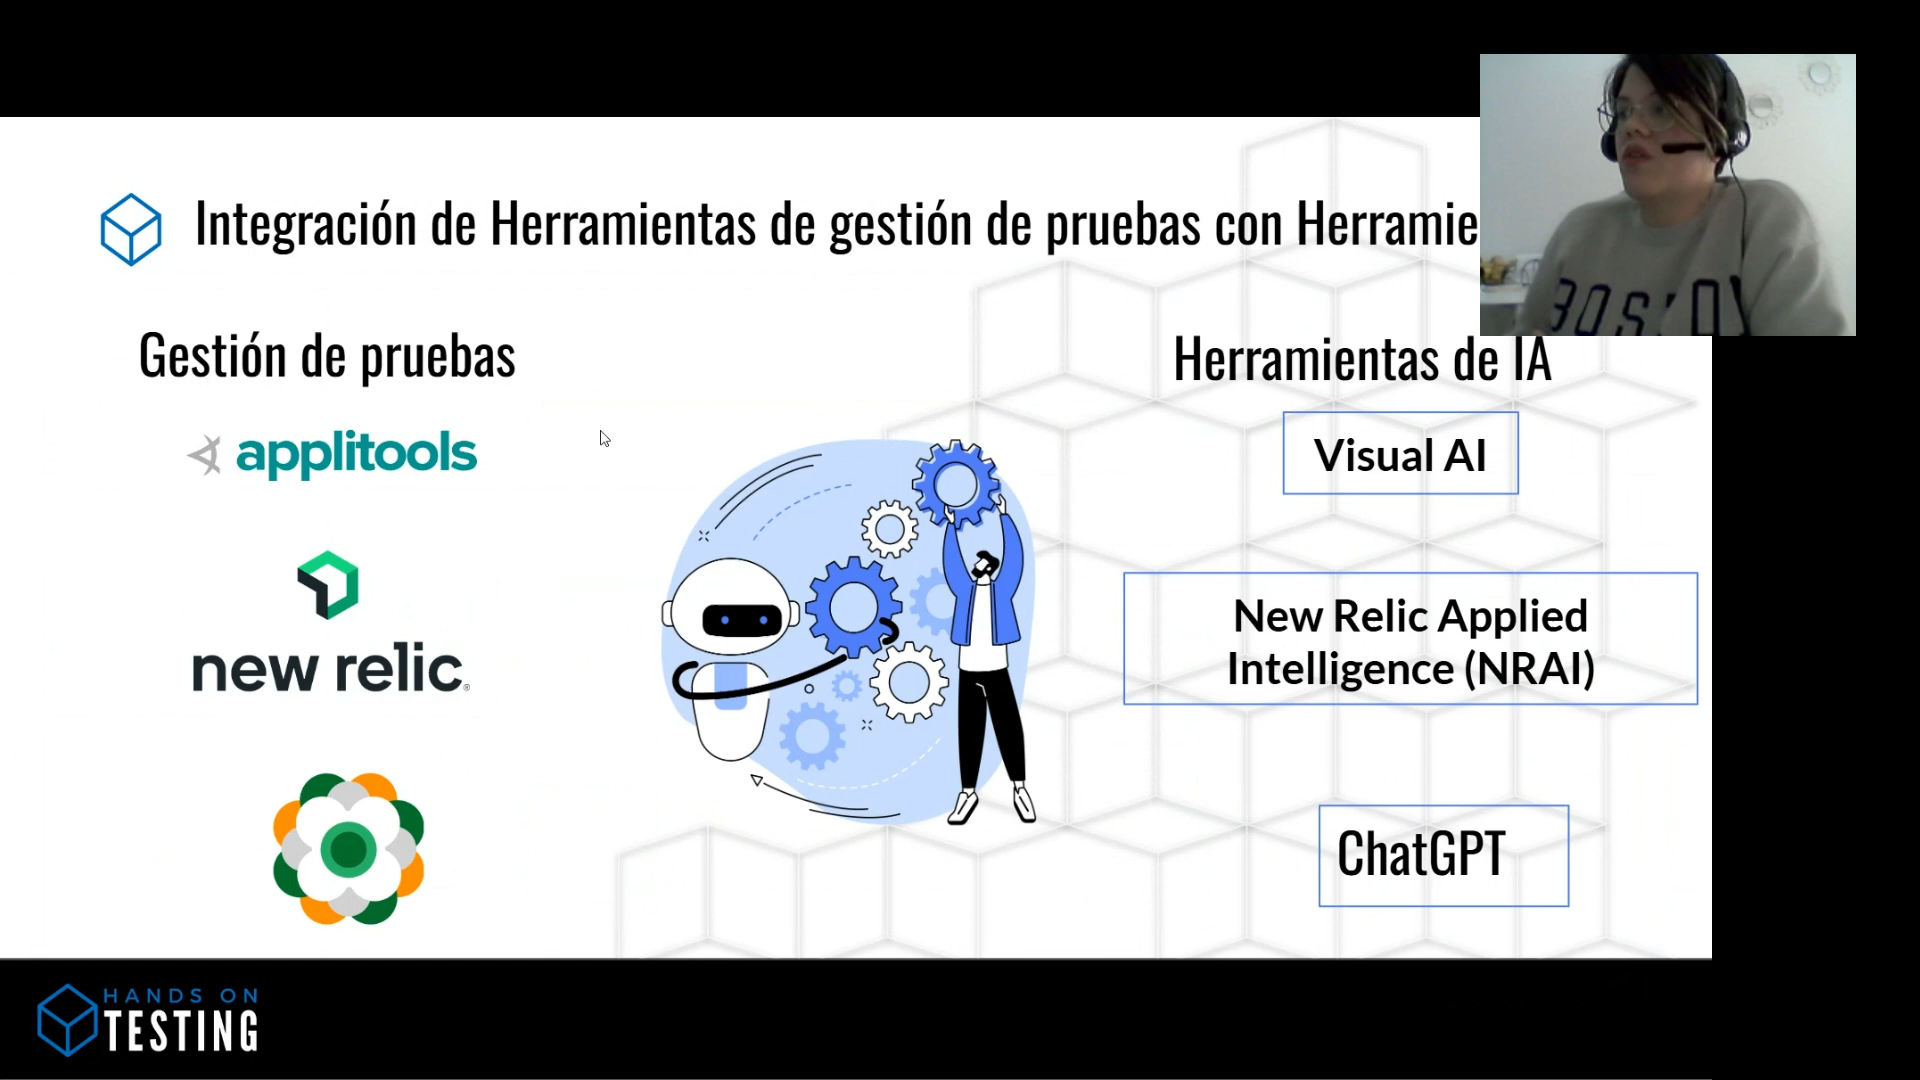 Integración de Herramientas de gestión de pruebas con Herramie
Gestión de pruebas
Herramientas de IA
applitools
Visual AI
new relic®
New Relic Applied
Intelligence (NRAI)
ChatGPT
HANDS ON
TESTING